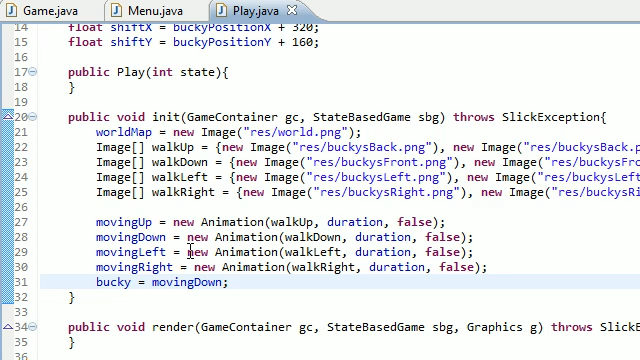 Game.java Menu.java Play.java
14 float shiftX = buckyPositionX + 320;
15 float shiftY = buckyPositionY + 160;
16
17 public Play(int state){
18 }
19
20 public void init(GameContainer gc, StateBasedGame sbg) throws SlickException{
21 worldMap = new Image("res/world.png");
22 Image[] walkUp = {new Image("res/buckysBack.png"), new Image("res/buckysB
23 Image[] walkDown = {new Image("res/buckysFront.png"), new Image("res/buckysFro
24 Image[] walkLeft = {new Image("res/buckysLeft.png"), new Image("res/buckysL
25 Image[] walkRight = {new Image("res/buckysRight.png"), new Image("res/buckysRi
26
27 movingUp = new Animation(walkUp, duration, false);
28 movingDown = new Animation(walkDown, duration, false);
29 movingLeft = new Animation(walkLeft, duration, false);
30 movingRight = new Animation(walkRight, duration, false);
31 bucky = movingDown;
32 }
33
34 public void render(GameContainer gc, StateBasedGame sbg, Graphics g) throws SlickE
35 }
36